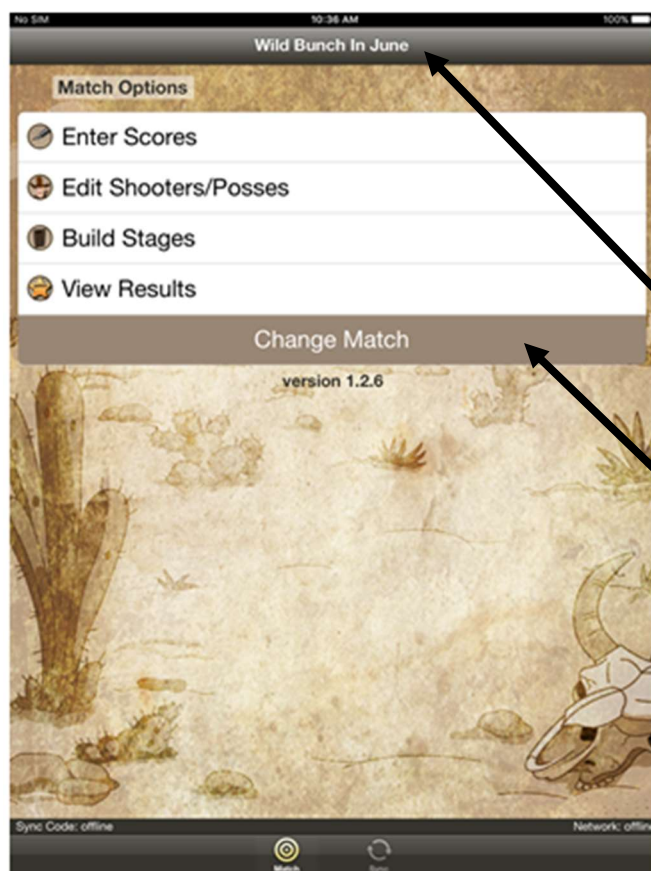 No SIM 10:36 AM 100%
Wild Bunch In June
Match Options
Enter Scores
Edit Shooters/Posses
Build Stages
View Results
Change Match
version 1.2.6
Sync Code: offline Network: offline
Match Sync